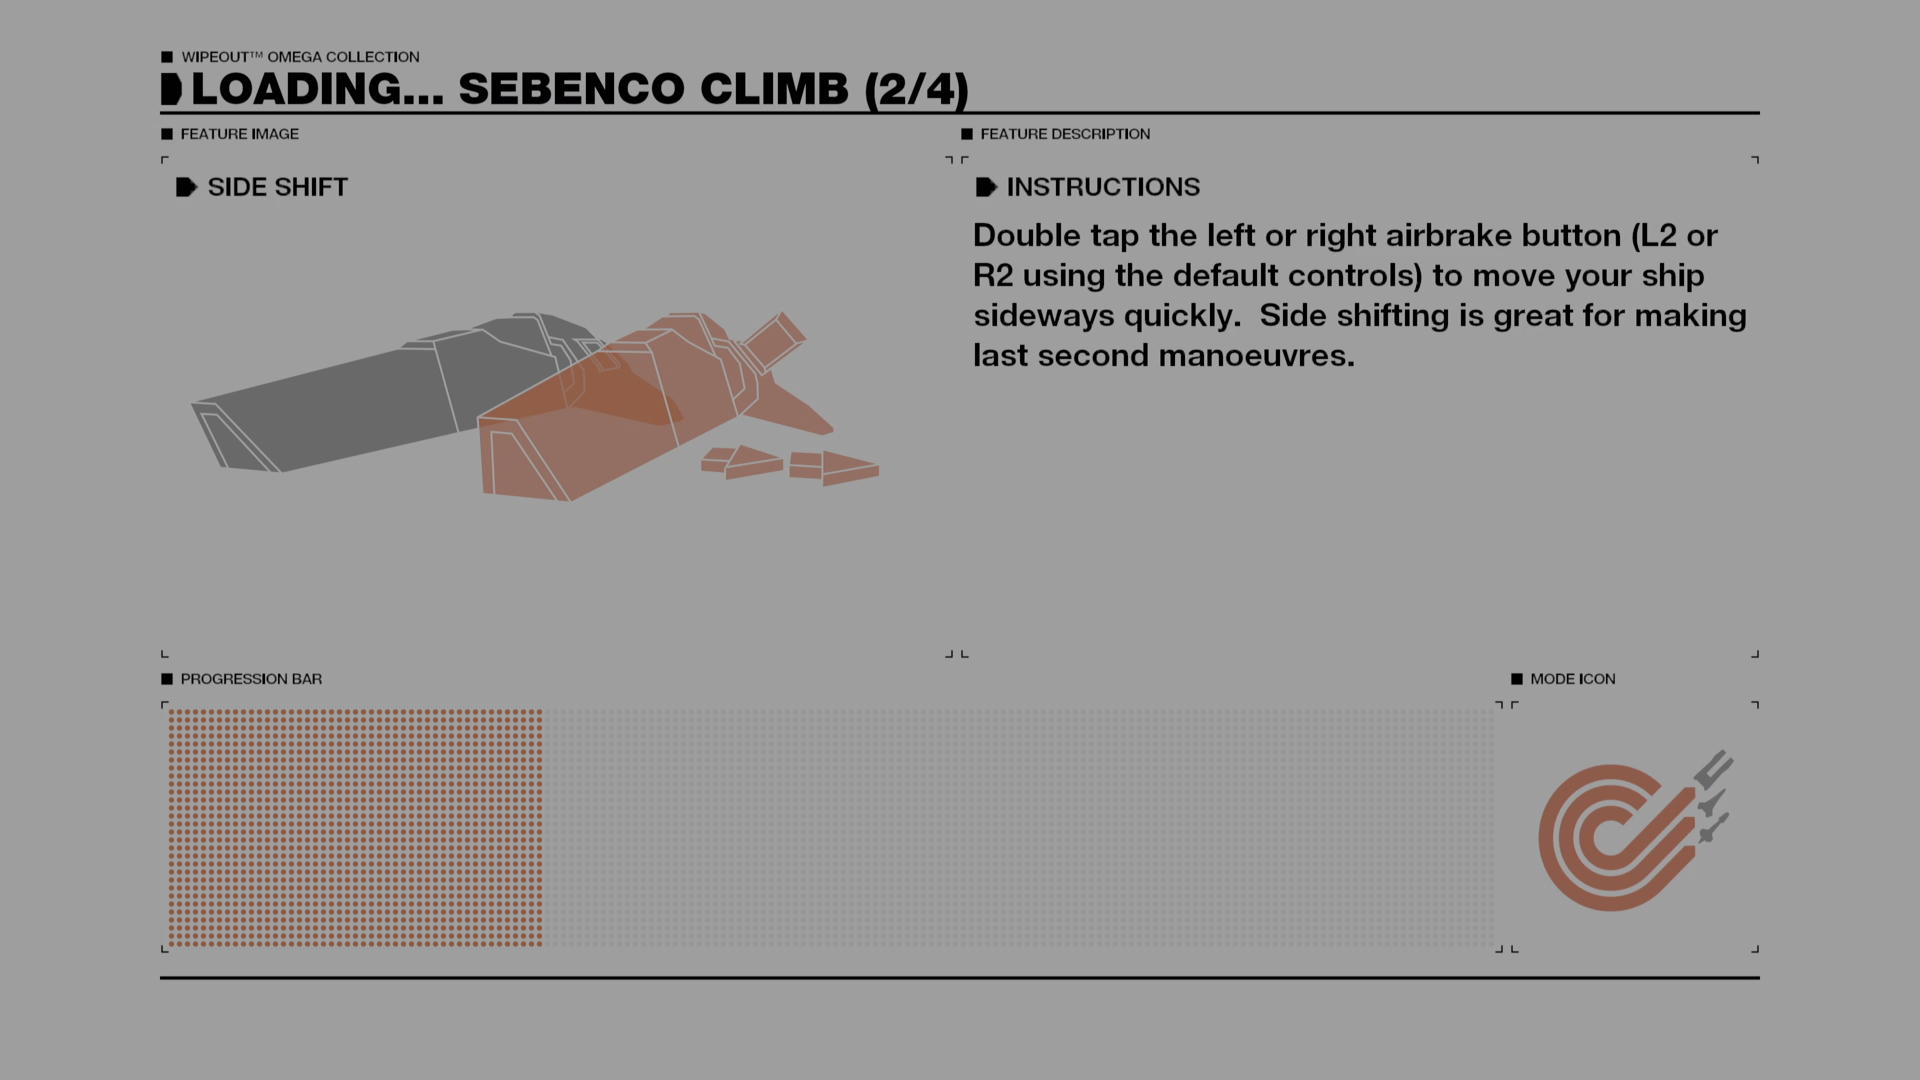 WIPEOUT™ OMEGA COLLECTION
LOADING... SEBENCO CLIMB (2/4)
FEATURE IMAGE
FEATURE DESCRIPTION
SIDE SHIFT
INSTRUCTIONS
Double tap the left or right airbrake button (L2 or
R2 using the default controls) to move your ship
sideways quickly.  Side shifting is great for making
last second manoeuvres.
PROGRESSION BAR
MODE ICON